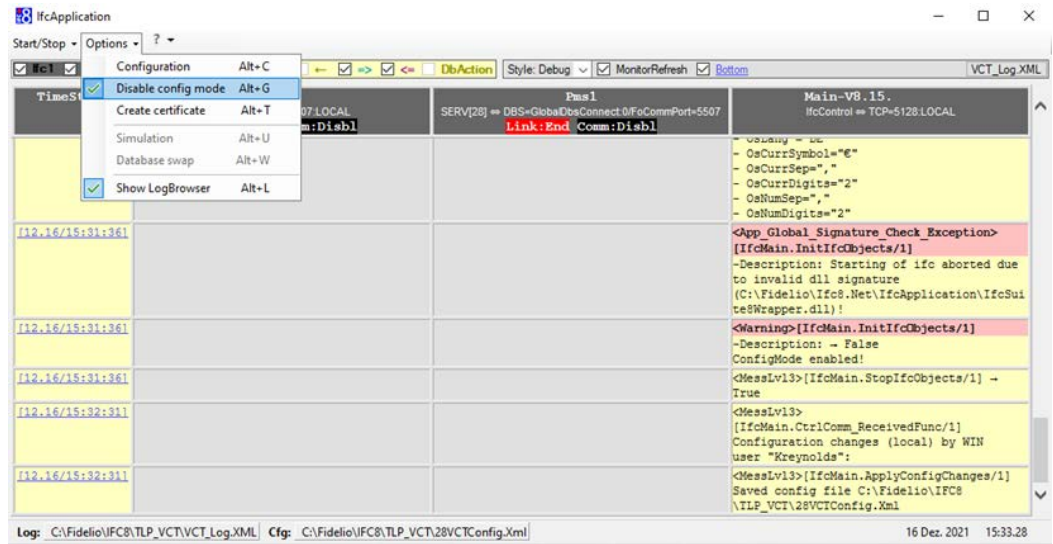 IfcApplication
Start/Stop Options ?
Ifc1 ← => <= DbAction Style: Debug MonitorRefresh Bottom VCT_Log.XML
Configuration Alt+C
Disable config mode Alt+G
Create certificate Alt+T
Simulation Alt+U
Database swap Alt+W
Show LogBrowser Alt+L
TimeSt
07:LOCAL
m:Disbl
Pms1
SERV[28] ⇔ DBS=GlobalDbsConnect:0/FoCommPort=5507
Link:End Comm:Disbl
Main-V8.15.
IfcControl ⇔ TCP=5128:LOCAL
- OsLang = DE
- OsCurrSymbol="€"
- OsCurrSep=","
- OsCurrDigits="2"
- OsNumSep=","
- OsNumDigits="2"
[12.16/15:31:36]
<App_Global_Signature_Check_Exception>
[IfcMain.InitIfcObjects/1]
-Description: Starting of ifc aborted due
to invalid dll signature
(C:\Fidelio\Ifc8.Net\IfcApplication\IfcSui
te8Wrapper.dll)!
[12.16/15:31:36]
<Warning>[IfcMain.InitIfcObjects/1]
-Description: → False
ConfigMode enabled!
[12.16/15:31:36]
<MessLvl3>[IfcMain.StopIfcObjects/1] →
True
[12.16/15:32:31]
<MessLvl3>
[IfcMain.CtrlComm_ReceivedFunc/1]
Configuration changes (local) by WIN
user "Kreynolds":
[12.16/15:32:31]
<MessLvl3>[IfcMain.ApplyConfigChanges/1]
Saved config file C:\Fidelio\IFC8
\TLP_VCT\28VCTConfig.Xml
Log: C:\Fidelio\IFC8\TLP_VCT\VCT_Log.XML Cfg: C:\Fidelio\IFC8\TLP_VCT\28VCTConfig.Xml 16 Dez. 2021 15:33.28